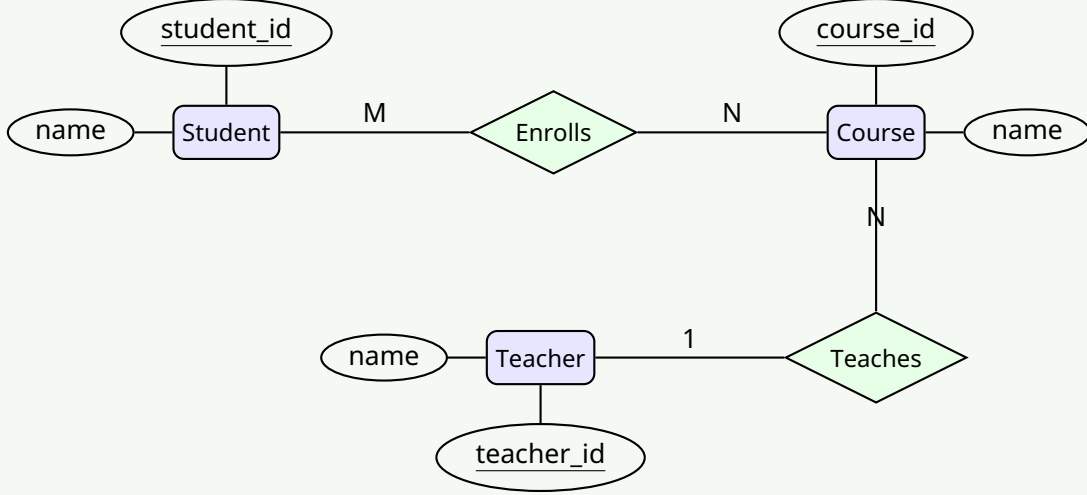 student_id
course_id
name
Student
M
Enrolls
N
Course
name
N
name
Teacher
1
Teaches
teacher_id